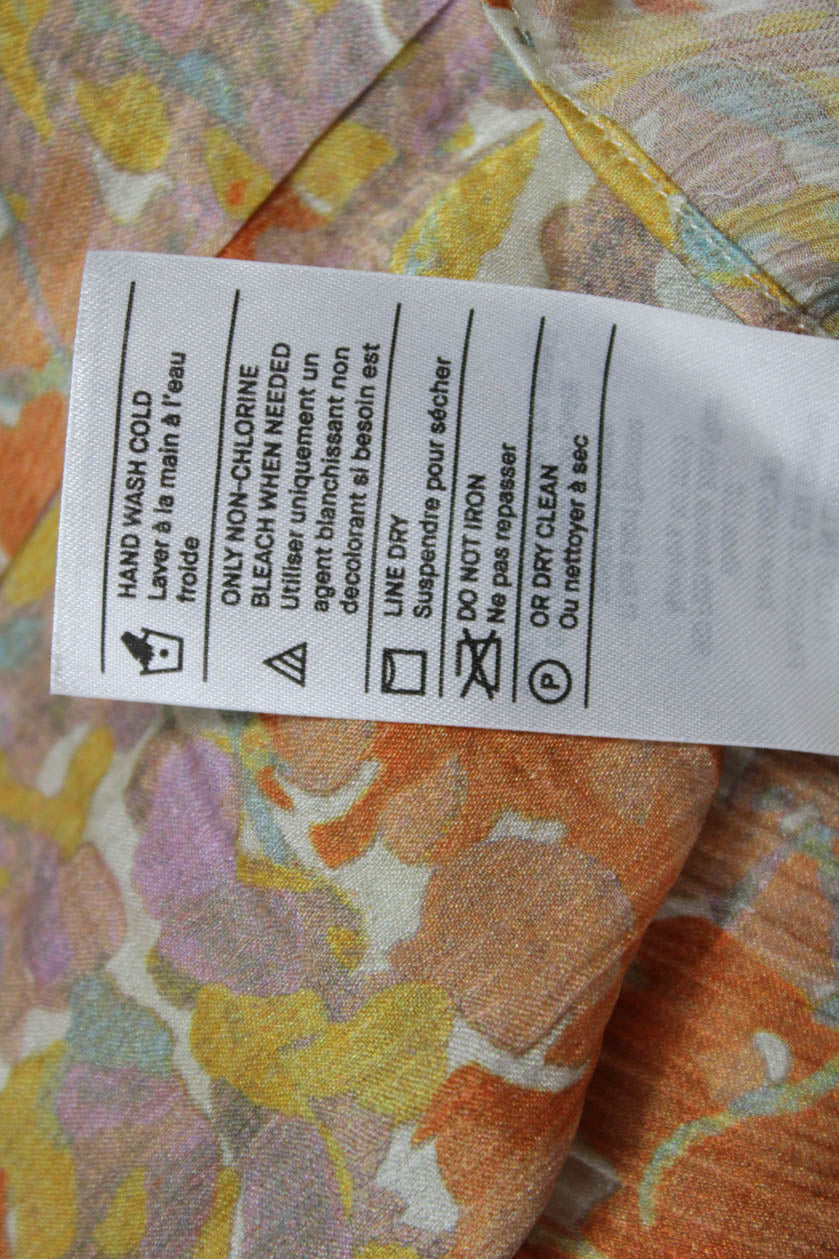 HAND WASH COLD
Laver à la main à l'eau
froide
ONLY NON-CHLORINE
BLEACH WHEN NEEDED
Utiliser uniquement un
agent blanchissant non
decolorant si besoin est
LINE DRY
Suspendre pour sécher
DO NOT IRON
Ne pas repasser
P
OR DRY CLEAN
Ou nettoyer à sec